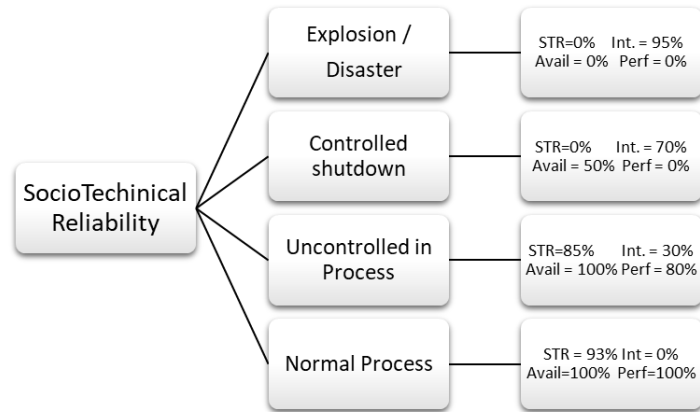 SocioTechinical
Reliability
Explosion /
Disaster
STR=0% Int. = 95%
Avail = 0% Perf = 0%
Controlled
shutdown
STR=0% Int. = 70%
Avail = 50% Perf = 0%
Uncontrolled in
Process
STR=85% Int. = 30%
Avail = 100% Perf = 80%
Normal Process
STR = 93% Int = 0%
Avail=100% Perf=100%